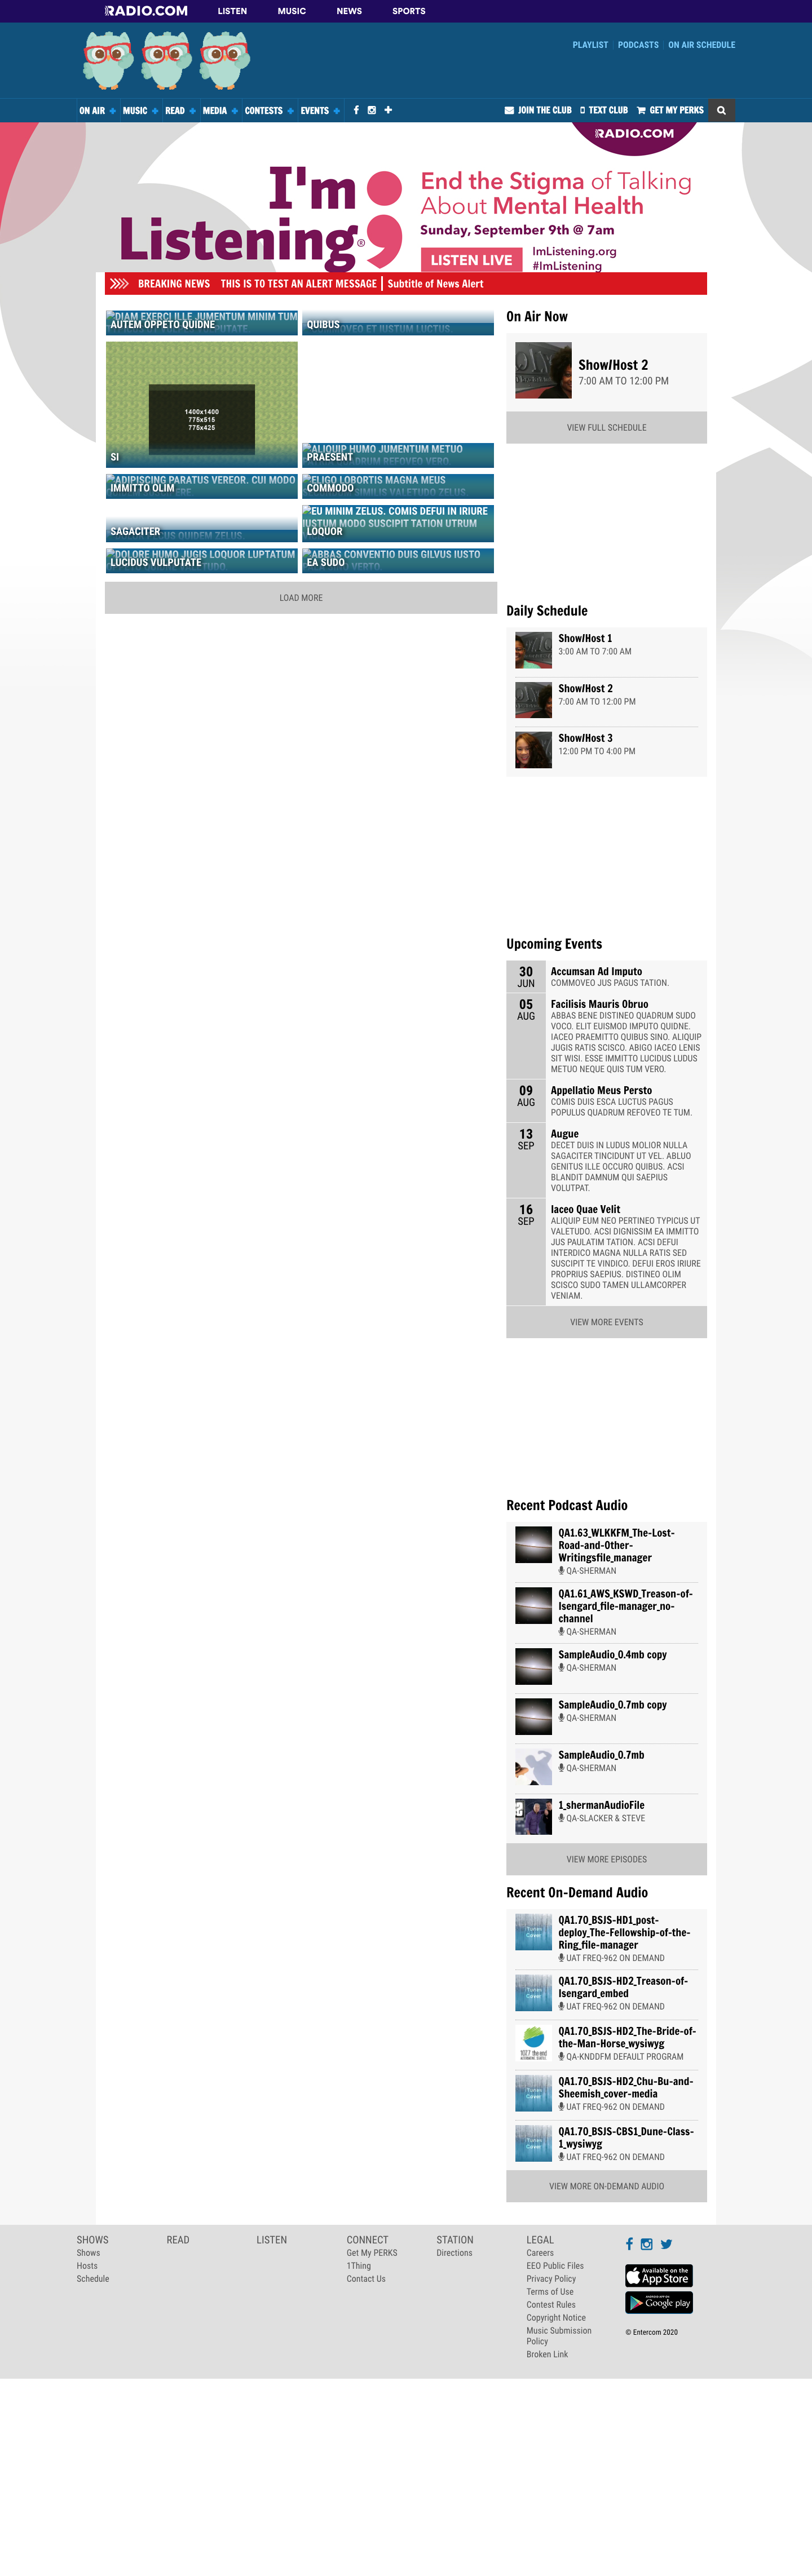 RADIO.COM LISTEN MUSIC NEWS SPORTS
PLAYLIST PODCASTS ON AIR SCHEDULE
ON AIR MUSIC READ MEDIA CONTESTS EVENTS JOIN THE CLUB TEXT CLUB GET MY PERKS
RADIO.COM
I'm
Listening®
End the Stigma of Talking
About Mental Health
Sunday, September 9th @ 7am
LISTEN LIVE
ImListening.org
#ImListening
BREAKING NEWS THIS IS TO TEST AN ALERT MESSAGE Subtitle of News Alert
DIAM EXERCI ILLE JUMENTUM MINIM TUM
AUTEM OPPETO QUIDNE
QUIBUS
1400x1400
775x515
775x425
SI
ALIQUIP HUMO JUMENTUM METUO
PRAESENT
ADIPISCING PARATUS VEREOR. CUI MODO
IMMITTO OLIM
ELIGO LOBORTIS MAGNA MEUS
SIMILIS VALETUDO ZELUS.
COMMODO
SAGACITER
EU MINIM ZELUS. COMIS DEFUI IN IRIURE
IUSTUM MODO SUSCIPIT TATION UTRUM
LOQUOR
DOLORE HUMO JUGIS LOQUOR LUPTATUM
LUCIDUS VULPUTATE
ABBAS CONVENTIO DUIS GILVUS IUSTO
EA SUDO
LOAD MORE
On Air Now
Show/Host 2
7:00 AM TO 12:00 PM
VIEW FULL SCHEDULE
Daily Schedule
Show/Host 1
3:00 AM TO 7:00 AM
Show/Host 2
7:00 AM TO 12:00 PM
Show/Host 3
12:00 PM TO 4:00 PM
Upcoming Events
30
JUN
Accumsan Ad Imputo
COMMOVEO JUS PAGUS TATION.
05
AUG
Facilisis Mauris Obruo
ABBAS BENE DISTINEO QUADRUM SUDO
VOCO. ELIT EUISMOD IMPUTO QUIDNE.
IACEO PRAEMITTO QUIBUS SINO. ALIQUIP
JUGIS RATIS SCISCO. ABIGO IACEO LENIS
SIT WISI. ESSE IMMITTO LUCIDUS LUDUS
METUO NEQUE QUIS TUM VERO.
09
AUG
Appellatio Meus Persto
COMIS DUIS ESCA LUCTUS PAGUS
POPULUS QUADRUM REFOVEO TE TUM.
13
SEP
Augue
DECET DUIS IN LUDUS MOLIOR NULLA
SAGACITER TINCIDUNT UT VEL. ABLUO
GENITUS ILLE OCCURO QUIBUS. ACSI
BLANDIT DAMNUM QUI SAEPIUS
VOLUTPAT.
16
SEP
Iaceo Quae Velit
ALIQUIP EUM NEO PERTINEO TYPICUS UT
VALETUDO. ACSI DIGNISSIM EA IMMITTO
JUS PAULATIM TATION. ACSI DEFUI
INTERDICO MAGNA NULLA RATIS SED
SUSCIPIT TE VINDICO. DEFUI EROS IRIURE
PROPRIUS SAEPIUS. DISTINEO OLIM
SCISCO SUDO TAMEN ULLAMCORPER
VENIAM.
VIEW MORE EVENTS
Recent Podcast Audio
QA1.63_WLKKFM_The-Lost-
Road-and-Other-
Writingsfile_manager
QA-SHERMAN
QA1.61_AWS_KSWD_Treason-of-
Isengard_file-manager_no-
channel
QA-SHERMAN
SampleAudio_0.4mb copy
QA-SHERMAN
SampleAudio_0.7mb copy
QA-SHERMAN
SampleAudio_0.7mb
QA-SHERMAN
1_shermanAudioFile
QA-SLACKER & STEVE
VIEW MORE EPISODES
Recent On-Demand Audio
QA1.70_BSJS-HD1_post-
deploy_The-Fellowship-of-the-
Ring_file-manager
UAT FREQ-962 ON DEMAND
QA1.70_BSJS-HD2_Treason-of-
Isengard_embed
UAT FREQ-962 ON DEMAND
QA1.70_BSJS-HD2_The-Bride-of-
the-Man-Horse_wysiwyg
QA-KNDDFM DEFAULT PROGRAM
QA1.70_BSJS-HD2_Chu-Bu-and-
Sheemish_cover-media
UAT FREQ-962 ON DEMAND
QA1.70_BSJS-CBS1_Dune-Class-
1_wysiwyg
UAT FREQ-962 ON DEMAND
VIEW MORE ON-DEMAND AUDIO
SHOWS READ LISTEN CONNECT STATION LEGAL
Shows
Hosts
Schedule
Get My PERKS
1Thing
Contact Us
Directions
Careers
EEO Public Files
Privacy Policy
Terms of Use
Contest Rules
Copyright Notice
Music Submission
Policy
Broken Link
Available on the
App Store
ANDROID APP ON
Google play
© Entercom 2020